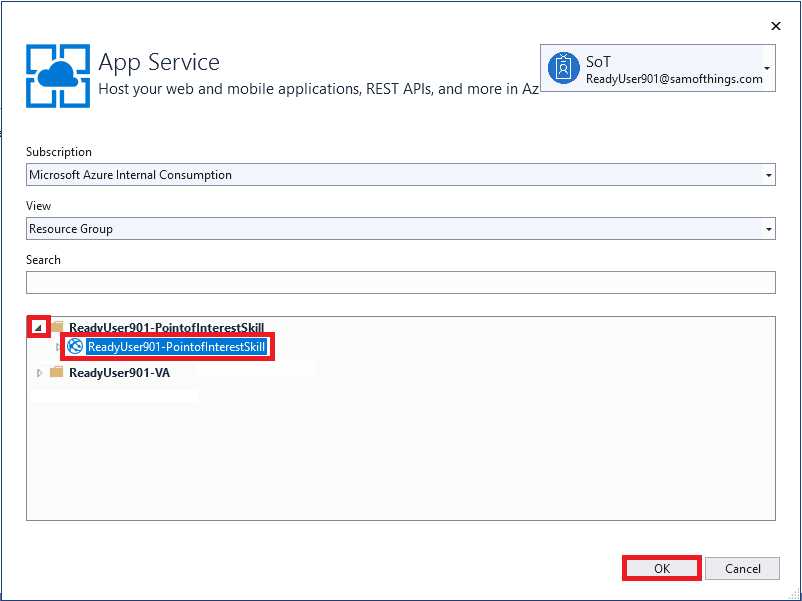 App Service
Host your web and mobile applications, REST APIs, and more in Az
SoT
ReadyUser901@samofthings.com
Subscription
Microsoft Azure Internal Consumption
View
Resource Group
Search
ReadyUser901-PointofInterestSkill
ReadyUser901-PointofInterestSkill
ReadyUser901-VA
OK
Cancel